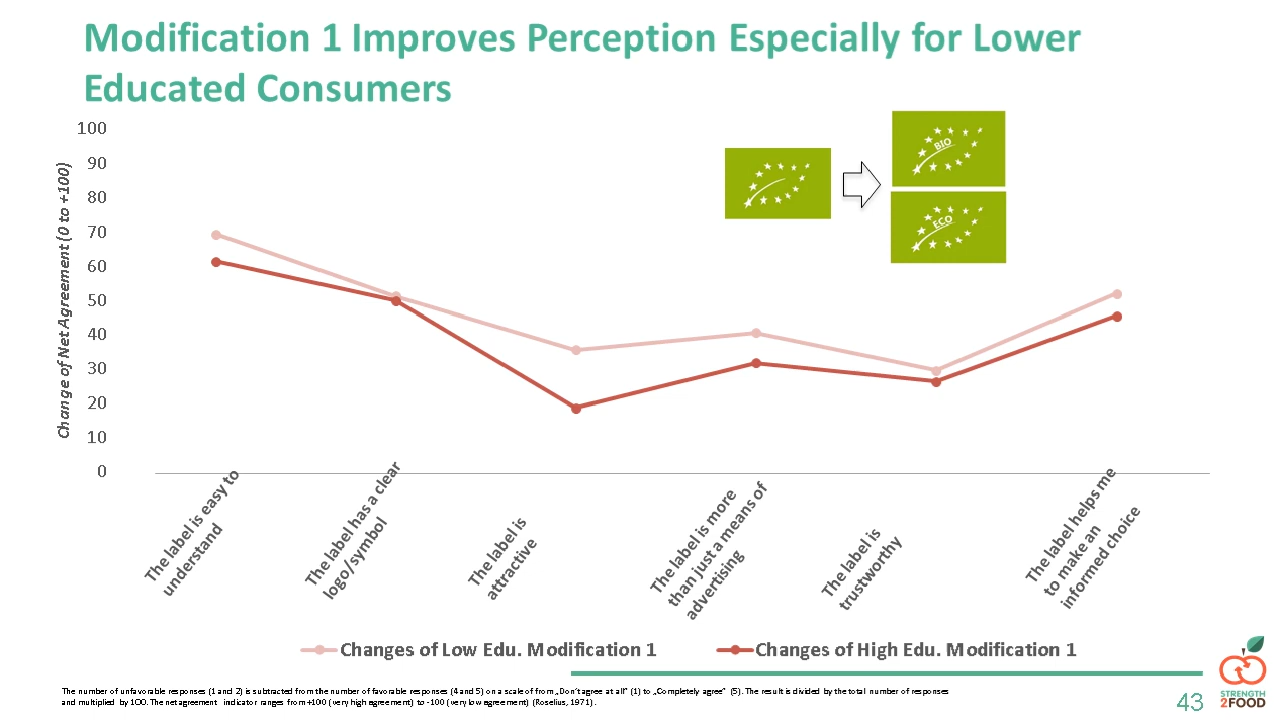 Modification 1 Improves Perception Especially for Lower
Educated Consumers
Change of Net Agreement (0 to +100)
100
90
80
70
60
50
40
30
20
10
0
BIO
ECO
The label is easy to
understand
The label has a clear
logo/symbol
The label is
attractive
The label is more
than just a means of
advertising
The label is
trustworthy
The label helps me
to make an
informed choice
Changes of Low Edu. Modification 1
Changes of High Edu. Modification 1
The number of unfavorable responses (1 and 2) is subtracted from the number of favorable responses (4 and 5) on a scale of from „Don‘t agree at all“ (1) to „Completely agree“ (5). The result is divided by the total number of responses
and multiplied by 100. The net agreement indicator ranges from +100 (very high agreement) to -100 (very low agreement) (Roselius, 1971).
43
STRENGTH
2FOOD